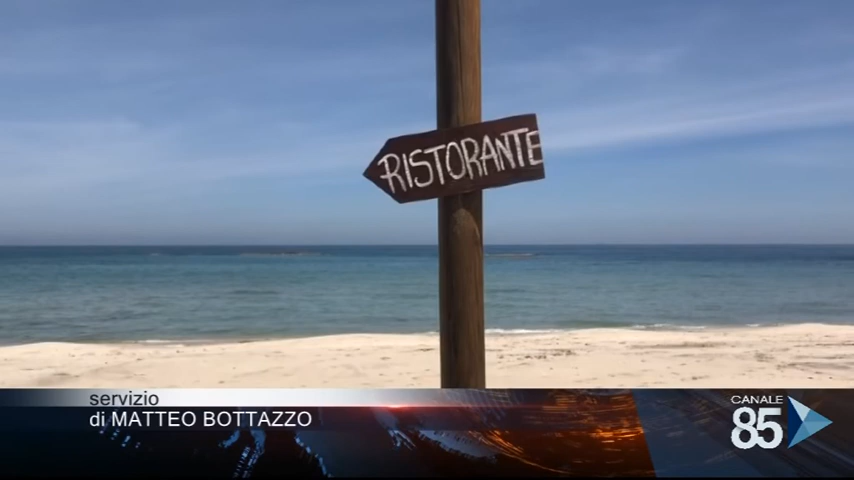 RISTORANTE
servizio
di MATTEO BOTTAZZO
CANALE
85